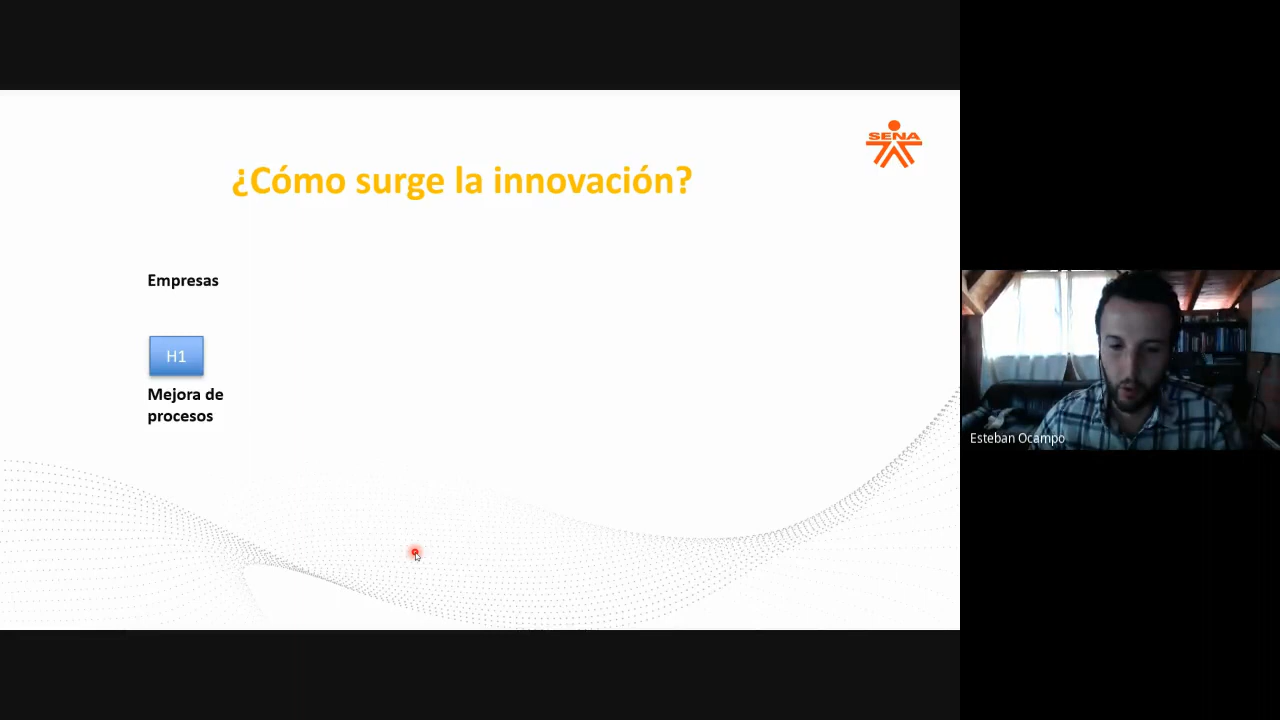 SENA
¿Cómo surge la innovación?
Empresas
H1
Mejora de
procesos
Esteban Ocampo